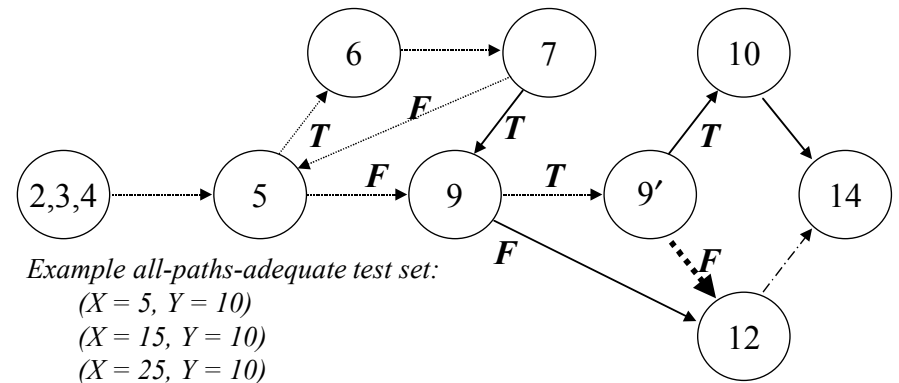 6
7
10
F
T
T
T
2,3,4
5
F
9
T
9′
14
F
F
12
Example all-paths-adequate test set:
(X = 5, Y = 10)
(X = 15, Y = 10)
(X = 25, Y = 10)